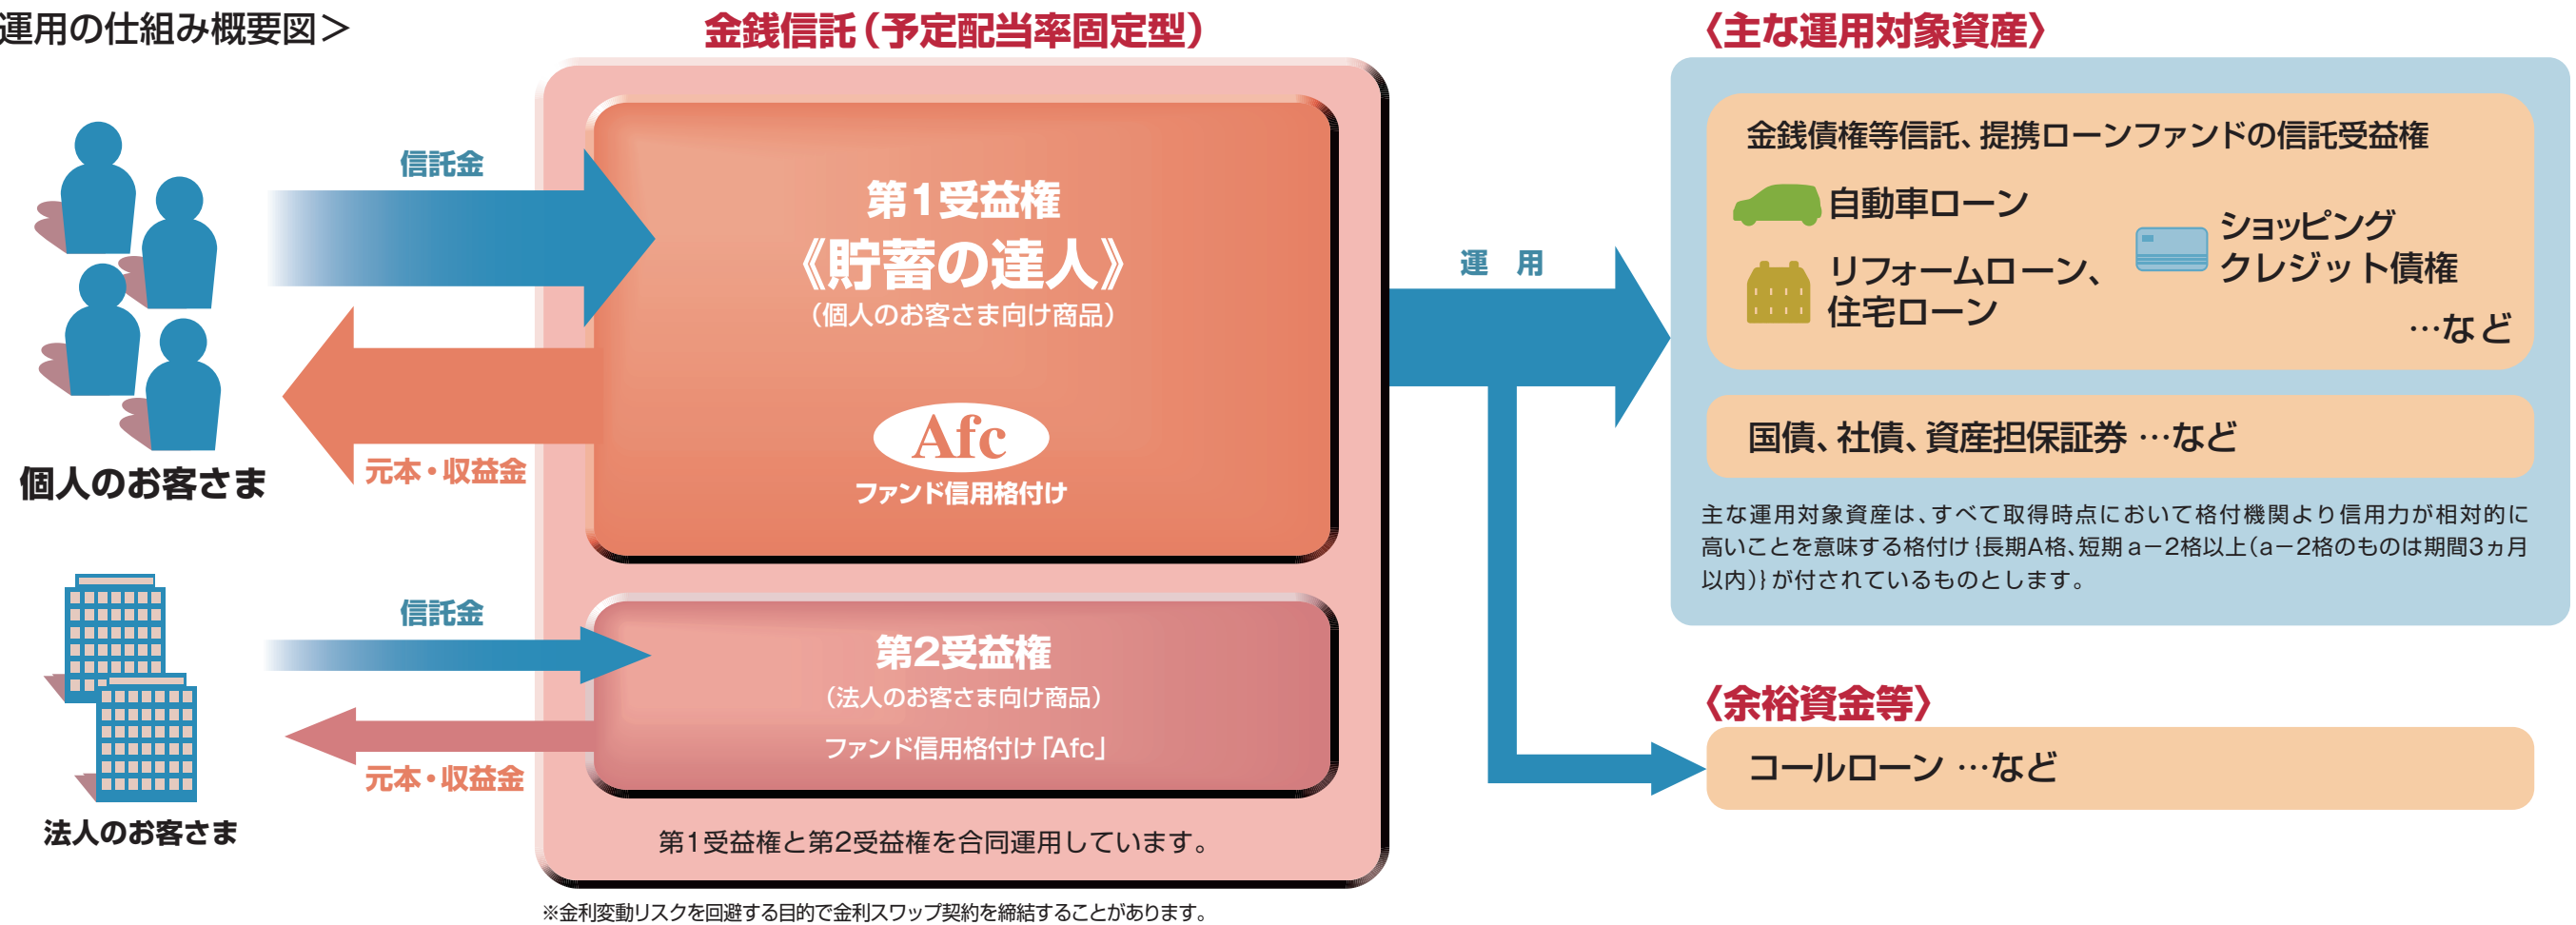 運用の仕組み概要図＞
金銭信託（予定配当率固定型）
〈主な運用対象資産〉
信託金
元本・収益金
個人のお客さま
第1受益権
《貯蓄の達人》
（個人のお客さま向け商品）
Afc
ファンド信用格付け
信託金
元本・収益金
法人のお客さま
第2受益権
（法人のお客さま向け商品）
ファンド信用格付け「Afc」
第1受益権と第2受益権を合同運用しています。
※金利変動リスクを回避する目的で金利スワップ契約を締結することがあります。
運　用
金銭債権等信託、提携ローンファンドの信託受益権
自動車ローン
リフォームローン、
住宅ローン
ショッピング
クレジット債権
…など
国債、社債、資産担保証券 …など
主な運用対象資産は、すべて取得時点において格付機関より信用力が相対的に
高いことを意味する格付け｛長期A格、短期 a－2格以上（a－2格のものは期間3ヵ月
以内）｝が付されているものとします。
〈余裕資金等〉
コールローン …など